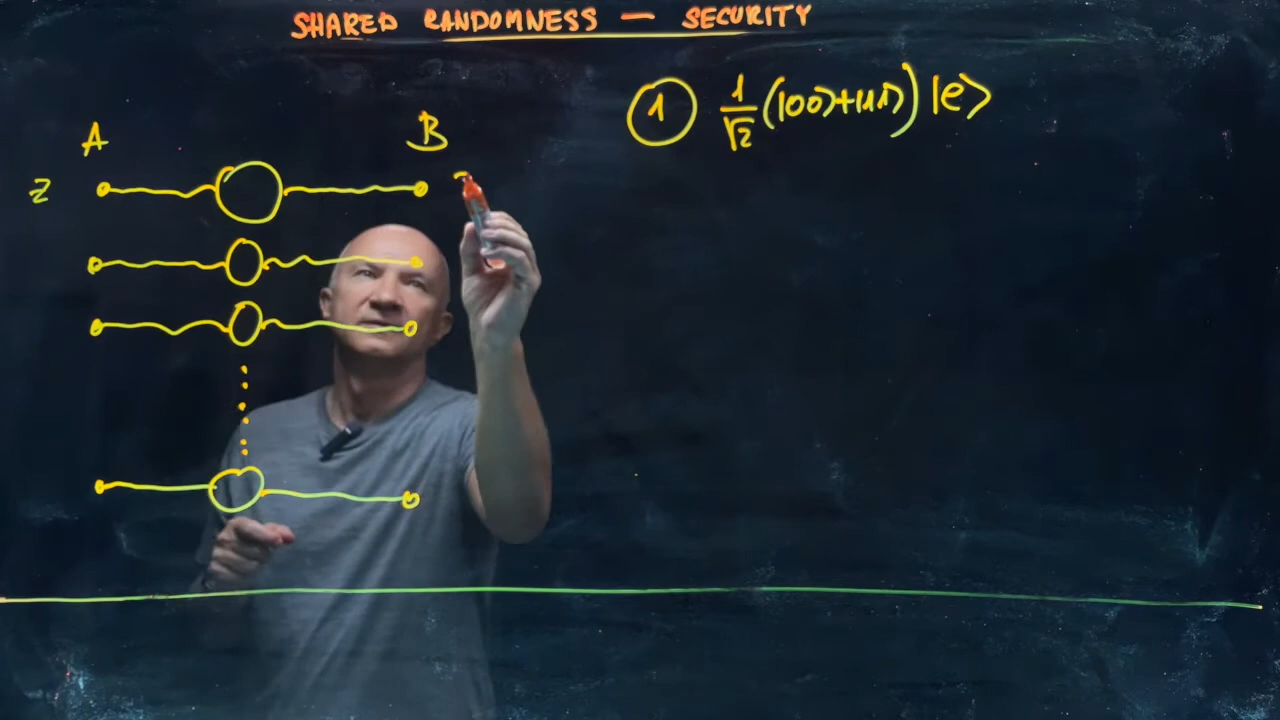 SHARED RANDOMNESS — SECURITY
① 1/√2 (|00⟩+|11⟩) |e⟩
A B
Z